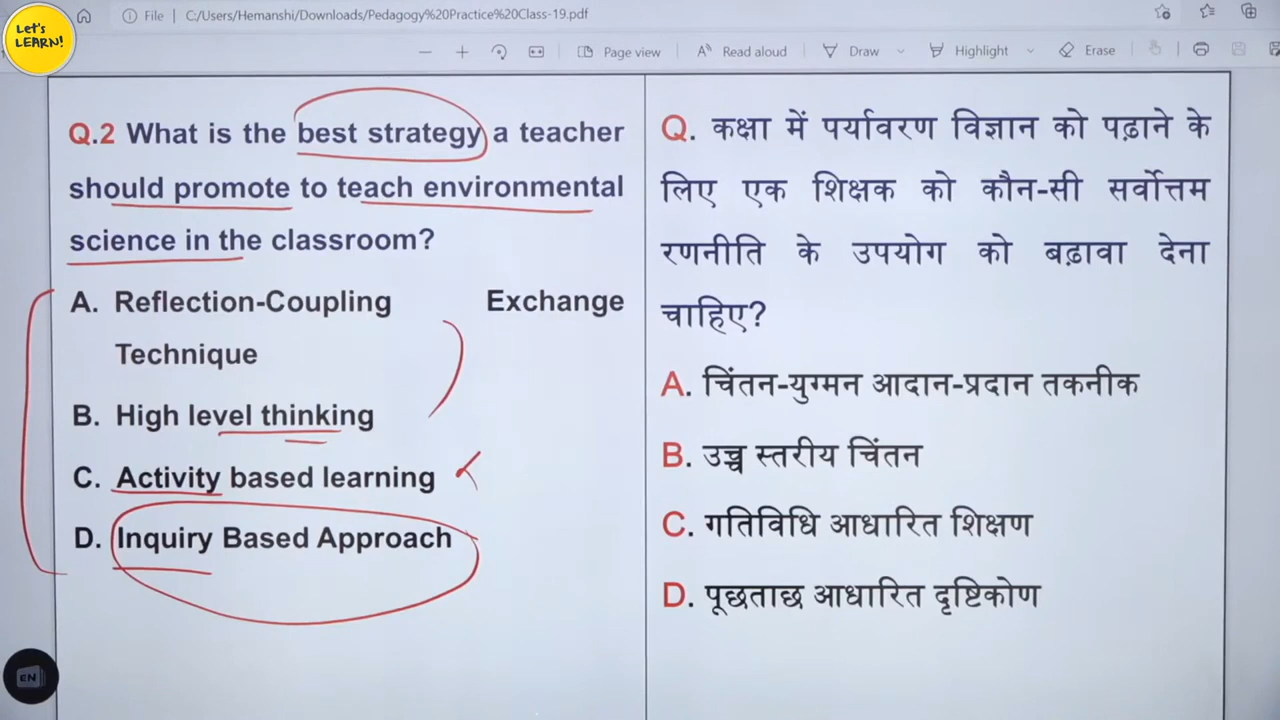 Let's
LEARN!
File | C:/Users/Hemanshi/Downloads/Pedagogy%20Practice%20Class-19.pdf
Page view | Read aloud | Draw | Highlight | Erase
Q.2 What is the best strategy a teacher
should promote to teach environmental
science in the classroom?
A. Reflection-Coupling Exchange
Technique
B. High level thinking
C. Activity based learning
D. Inquiry Based Approach
Q. कक्षा में पर्यावरण विज्ञान को पढ़ाने के
लिए एक शिक्षक को कौन-सी सर्वोत्तम
रणनीति के उपयोग को बढ़ावा देना
चाहिए?
A. चिंतन-युग्मन आदान-प्रदान तकनीक
B. उच्च स्तरीय चिंतन
C. गतिविधि आधारित शिक्षण
D. पूछताछ आधारित दृष्टिकोण
EN